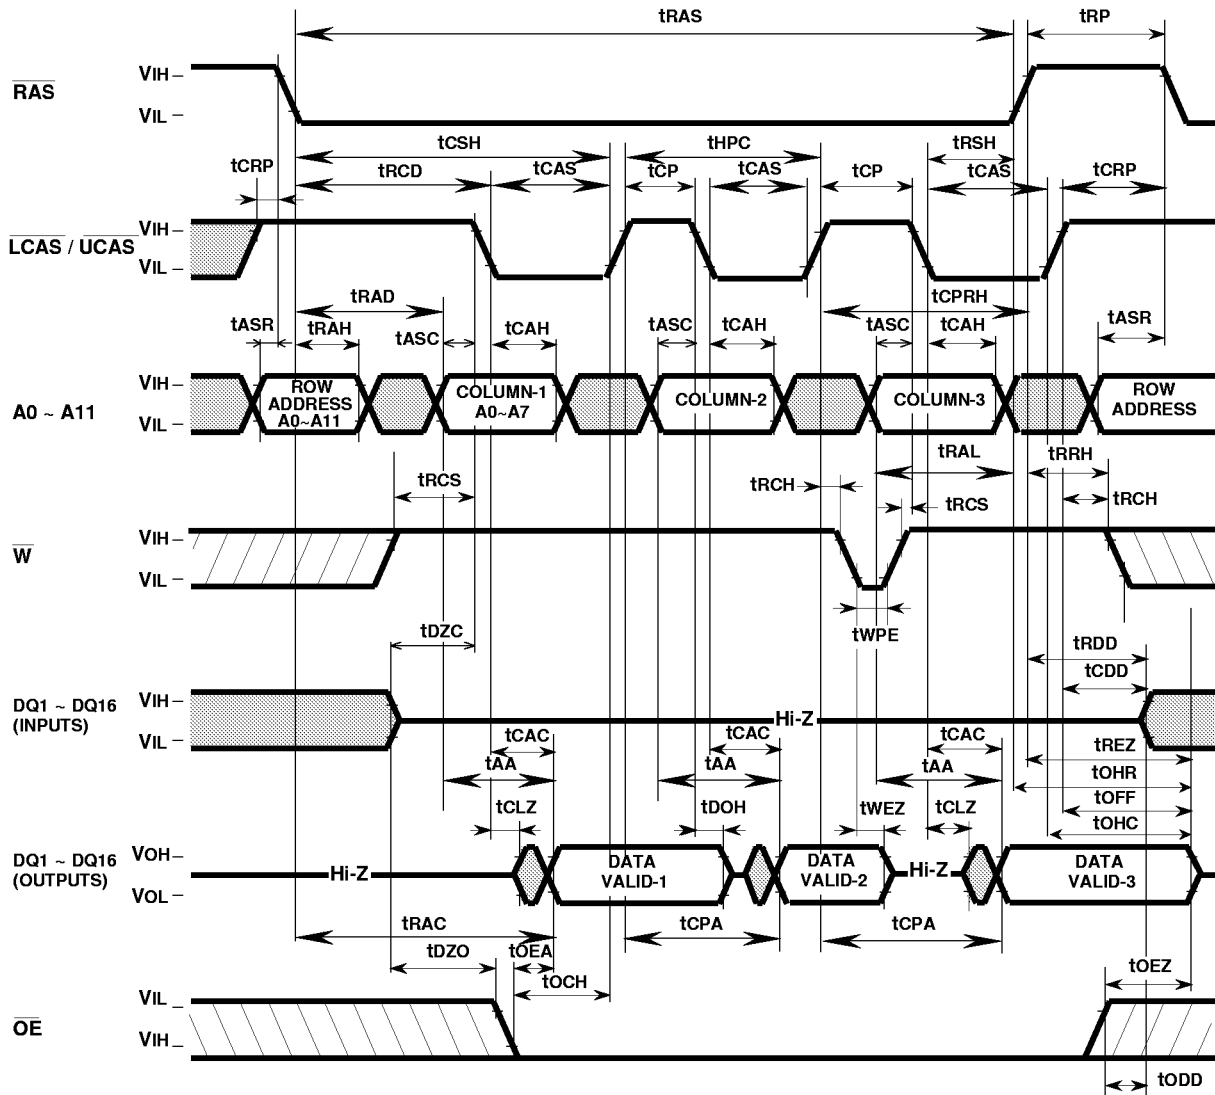 tRAS
tRP
RAS
VIH
VIL
tCSH
tHPC
tRSH
tCRP
tRCD
tCAS
tCP
tCAS
tCP
tCAS
tCRP
LCAS / UCAS
VIH
VIL
tRAD
tCPRH
tASR
tRAH
tASC
tCAH
tASC
tCAH
tASC
tCAH
tASR
A0 ~ A11
VIH
VIL
ROW
ADDRESS
A0~A11
COLUMN-1
A0~A7
COLUMN-2
COLUMN-3
ROW
ADDRESS
tRCS
tRCH
tRAL
tRRH
tRCS
tRCH
W
VIH
VIL
tDZC
tWPE
tRDD
tCDD
DQ1 ~ DQ16
(INPUTS)
VIH
VIL
Hi-Z
tCAC
tCAC
tCAC
tREZ
tAA
tAA
tAA
tOHR
tCLZ
tDOH
tWEZ
tCLZ
tOFF
tOHC
DQ1 ~ DQ16
(OUTPUTS)
VOH
VOL
Hi-Z
DATA
VALID-1
DATA
VALID-2
Hi-Z
DATA
VALID-3
tRAC
tCPA
tCPA
tDZO
tOEA
tOCH
tOEZ
OE
VIL
VIH
tODD